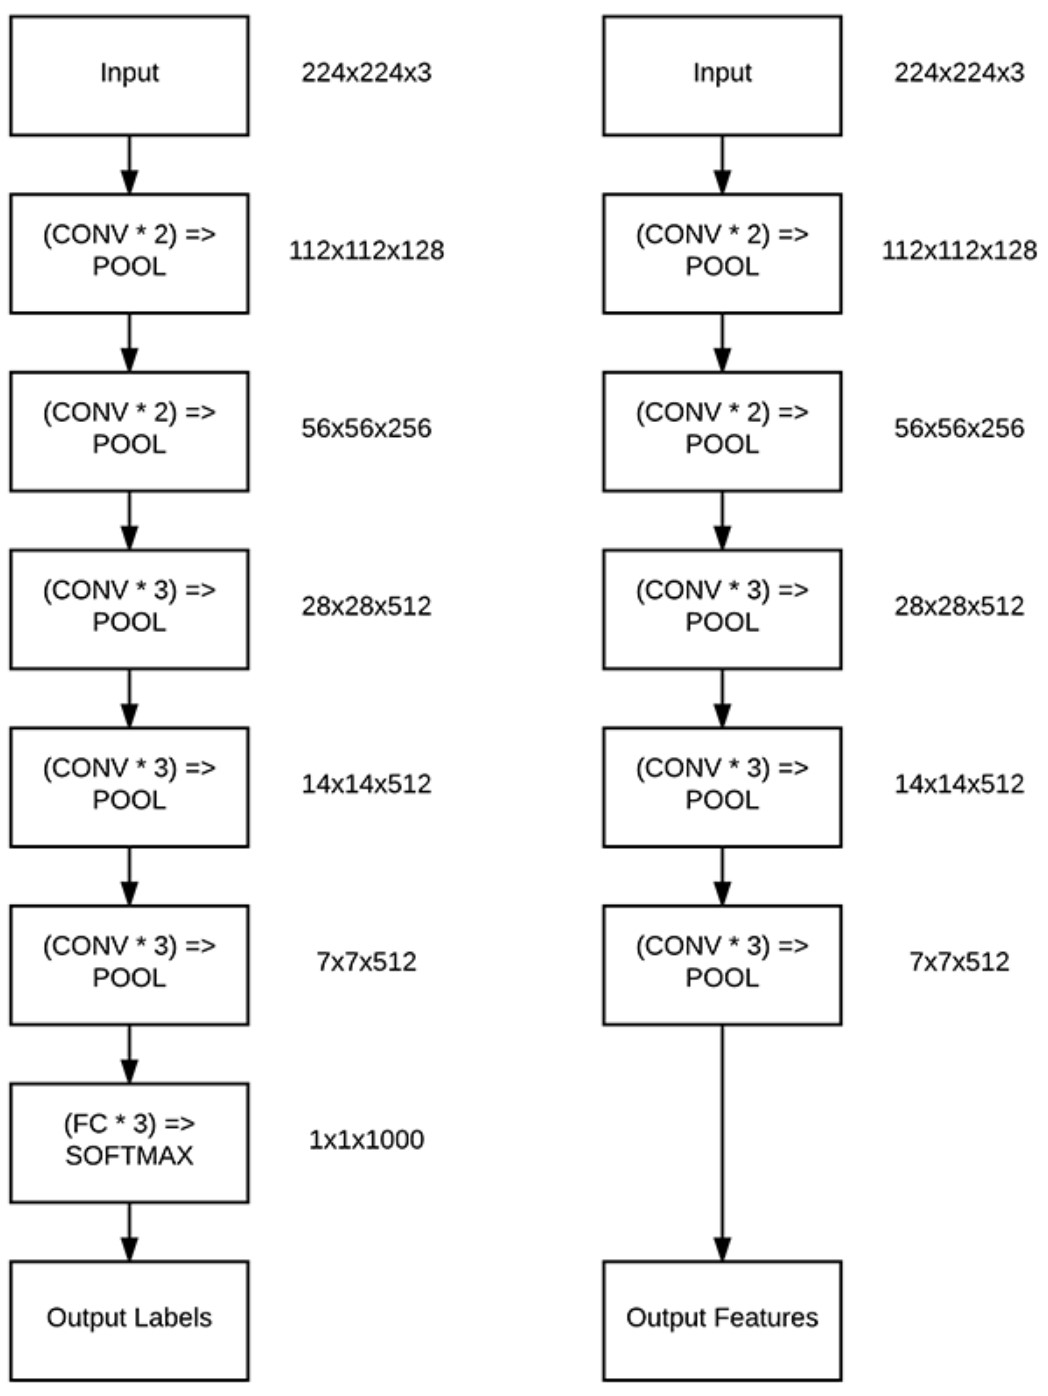 Input
224x224x3
(CONV * 2) =>
POOL
112x112x128
(CONV * 2) =>
POOL
56x56x256
(CONV * 3) =>
POOL
28x28x512
(CONV * 3) =>
POOL
14x14x512
(CONV * 3) =>
POOL
7x7x512
(FC * 3) =>
SOFTMAX
1x1x1000
Output Labels
Input
224x224x3
(CONV * 2) =>
POOL
112x112x128
(CONV * 2) =>
POOL
56x56x256
(CONV * 3) =>
POOL
28x28x512
(CONV * 3) =>
POOL
14x14x512
(CONV * 3) =>
POOL
7x7x512
Output Features